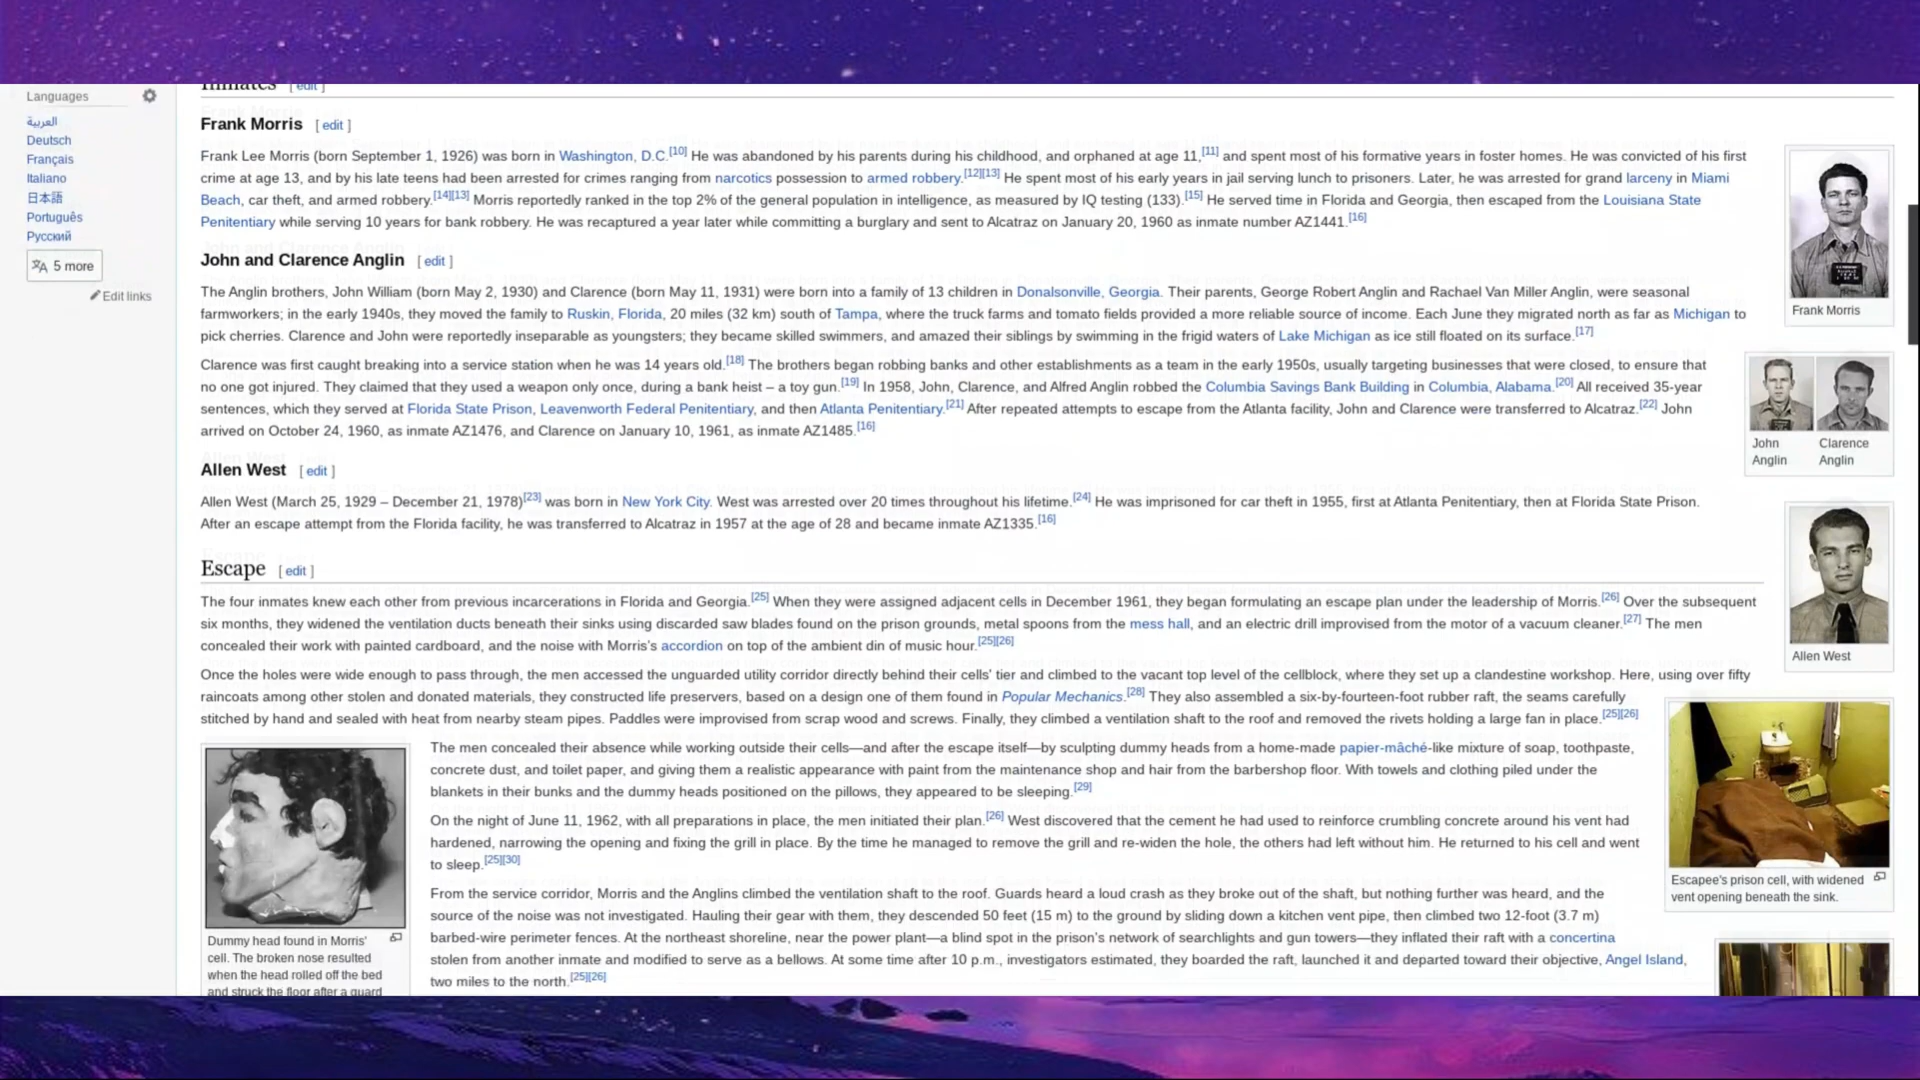 Inmates [ edit ]
Languages
العربية
Deutsch
Français
Italiano
日本語
Português
Русский
5 more
Edit links
Frank Morris [ edit ]
Frank Lee Morris (born September 1, 1926) was born in Washington, D.C.[10] He was abandoned by his parents during his childhood, and orphaned at age 11,[11] and spent most of his formative years in foster homes. He was convicted of his first
crime at age 13, and by his late teens had been arrested for crimes ranging from narcotics possession to armed robbery.[12][13] He spent most of his early years in jail serving lunch to prisoners. Later, he was arrested for grand larceny in Miami
Beach, car theft, and armed robbery.[14][13] Morris reportedly ranked in the top 2% of the general population in intelligence, as measured by IQ testing (133).[15] He served time in Florida and Georgia, then escaped from the Louisiana State
Penitentiary while serving 10 years for bank robbery. He was recaptured a year later while committing a burglary and sent to Alcatraz on January 20, 1960 as inmate number AZ1441.[16]
Frank Morris
John and Clarence Anglin [ edit ]
The Anglin brothers, John William (born May 2, 1930) and Clarence (born May 11, 1931) were born into a family of 13 children in Donalsonville, Georgia. Their parents, George Robert Anglin and Rachael Van Miller Anglin, were seasonal
farmworkers; in the early 1940s, they moved the family to Ruskin, Florida, 20 miles (32 km) south of Tampa, where the truck farms and tomato fields provided a more reliable source of income. Each June they migrated north as far as Michigan to
pick cherries. Clarence and John were reportedly inseparable as youngsters; they became skilled swimmers, and amazed their siblings by swimming in the frigid waters of Lake Michigan as ice still floated on its surface.[17]
Clarence was first caught breaking into a service station when he was 14 years old.[18] The brothers began robbing banks and other establishments as a team in the early 1950s, usually targeting businesses that were closed, to ensure that
no one got injured. They claimed that they used a weapon only once, during a bank heist – a toy gun.[19] In 1958, John, Clarence, and Alfred Anglin robbed the Columbia Savings Bank Building in Columbia, Alabama.[20] All received 35-year
sentences, which they served at Florida State Prison, Leavenworth Federal Penitentiary, and then Atlanta Penitentiary.[21] After repeated attempts to escape from the Atlanta facility, John and Clarence were transferred to Alcatraz.[22] John
arrived on October 24, 1960, as inmate AZ1476, and Clarence on January 10, 1961, as inmate AZ1485.[16]
John
Anglin
Clarence
Anglin
Allen West [ edit ]
Allen West (March 25, 1929 – December 21, 1978)[23] was born in New York City. West was arrested over 20 times throughout his lifetime.[24] He was imprisoned for car theft in 1955, first at Atlanta Penitentiary, then at Florida State Prison.
After an escape attempt from the Florida facility, he was transferred to Alcatraz in 1957 at the age of 28 and became inmate AZ1335.[16]
Allen West
Escape [ edit ]
The four inmates knew each other from previous incarcerations in Florida and Georgia.[25] When they were assigned adjacent cells in December 1961, they began formulating an escape plan under the leadership of Morris.[26] Over the subsequent
six months, they widened the ventilation ducts beneath their sinks using discarded saw blades found on the prison grounds, metal spoons from the mess hall, and an electric drill improvised from the motor of a vacuum cleaner.[27] The men
concealed their work with painted cardboard, and the noise with Morris's accordion on top of the ambient din of music hour.[25][26]
Once the holes were wide enough to pass through, the men accessed the unguarded utility corridor directly behind their cells' tier and climbed to the vacant top level of the cellblock, where they set up a clandestine workshop. Here, using over fifty
raincoats among other stolen and donated materials, they constructed life preservers, based on a design one of them found in Popular Mechanics.[28] They also assembled a six-by-fourteen-foot rubber raft, the seams carefully
stitched by hand and sealed with heat from nearby steam pipes. Paddles were improvised from scrap wood and screws. Finally, they climbed a ventilation shaft to the roof and removed the rivets holding a large fan in place.[25][26]
The men concealed their absence while working outside their cells—and after the escape itself—by sculpting dummy heads from a home-made papier-mâché-like mixture of soap, toothpaste,
concrete dust, and toilet paper, and giving them a realistic appearance with paint from the maintenance shop and hair from the barbershop floor. With towels and clothing piled under the
blankets in their bunks and the dummy heads positioned on the pillows, they appeared to be sleeping.[29]
On the night of June 11, 1962, with all preparations in place, the men initiated their plan.[26] West discovered that the cement he had used to reinforce crumbling concrete around his vent had
hardened, narrowing the opening and fixing the grill in place. By the time he managed to remove the grill and re-widen the hole, the others had left without him. He returned to his cell and went
to sleep.[25][30]
From the service corridor, Morris and the Anglins climbed the ventilation shaft to the roof. Guards heard a loud crash as they broke out of the shaft, but nothing further was heard, and the
source of the noise was not investigated. Hauling their gear with them, they descended 50 feet (15 m) to the ground by sliding down a kitchen vent pipe, then climbed two 12-foot (3.7 m)
barbed-wire perimeter fences. At the northeast shoreline, near the power plant—a blind spot in the prison's network of searchlights and gun towers—they inflated their raft with a concertina
stolen from another inmate and modified to serve as a bellows. At some time after 10 p.m., investigators estimated, they boarded the raft, launched it and departed toward their objective, Angel Island,
two miles to the north.[25][26]
Dummy head found in Morris'
cell. The broken nose resulted
when the head rolled off the bed
and struck the floor after a guard
Escapee's prison cell, with widened
vent opening beneath the sink.